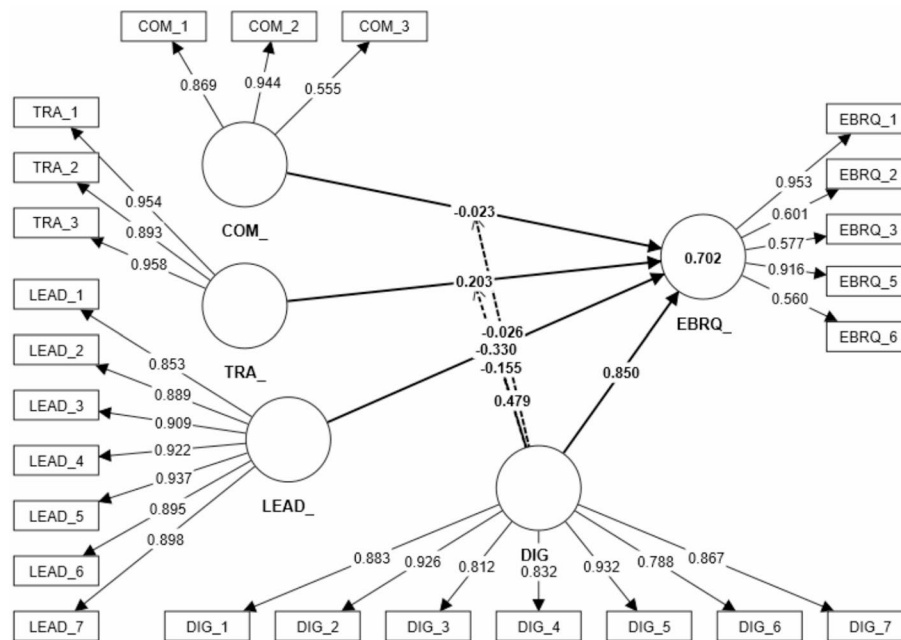 COM_1 COM_2 COM_3
0.869 0.944 0.555
COM_
TRA_1
TRA_2
TRA_3
0.954
0.893
0.958
TRA_
LEAD_1
LEAD_2
LEAD_3
LEAD_4
LEAD_5
LEAD_6
LEAD_7
0.853
0.889
0.909
0.922
0.937
0.895
0.898
LEAD_
-0.023
0.203
-0.026
-0.330
-0.155
0.479
0.850
0.702
EBRQ_
0.953
0.601
0.577
0.916
0.560
EBRQ_1
EBRQ_2
EBRQ_3
EBRQ_5
EBRQ_6
DIG
0.883 0.926 0.812 0.832 0.932 0.788 0.867
DIG_1 DIG_2 DIG_3 DIG_4 DIG_5 DIG_6 DIG_7